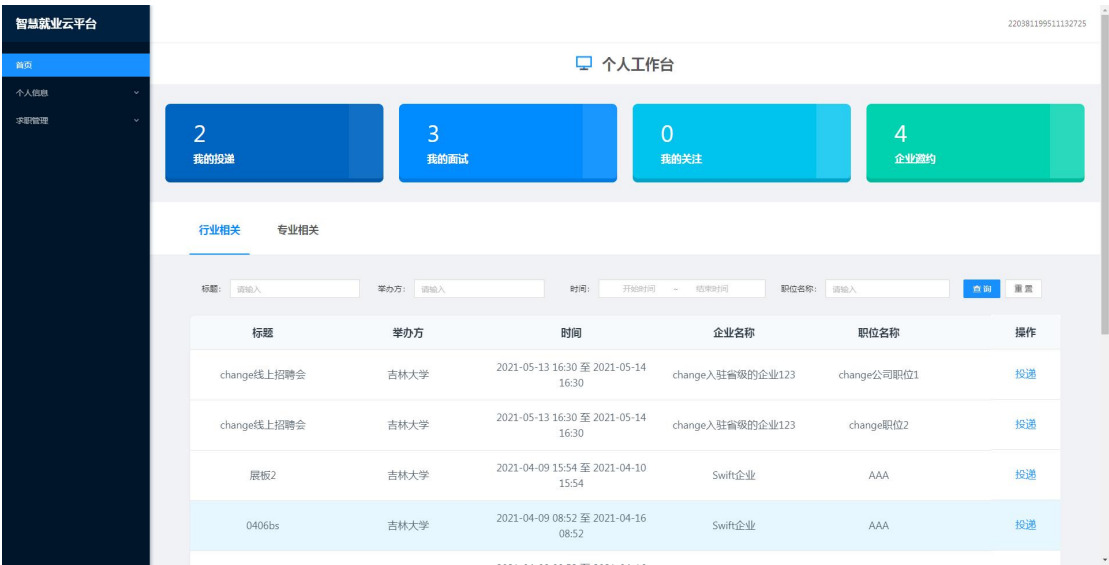 智慧就业云平台
220381199511132725
首页
个人信息
求职管理
个人工作台
2
我的投递
3
我的面试
0
我的关注
4
企业邀约
行业相关 专业相关
标题: 请输入 举办方: 请输入 时间: 开始时间 ~ 结束时间 职位名称: 请输入 查询 重置
标题 举办方 时间 企业名称 职位名称 操作
change线上招聘会 吉林大学 2021-05-13 16:30 至 2021-05-14 16:30 change入驻省级的企业123 change公司职位1 投递
change线上招聘会 吉林大学 2021-05-13 16:30 至 2021-05-14 16:30 change入驻省级的企业123 change职位2 投递
展板2 吉林大学 2021-04-09 15:54 至 2021-04-10 15:54 Swift企业 AAA 投递
0406bs 吉林大学 2021-04-09 08:52 至 2021-04-16 08:52 Swift企业 AAA 投递